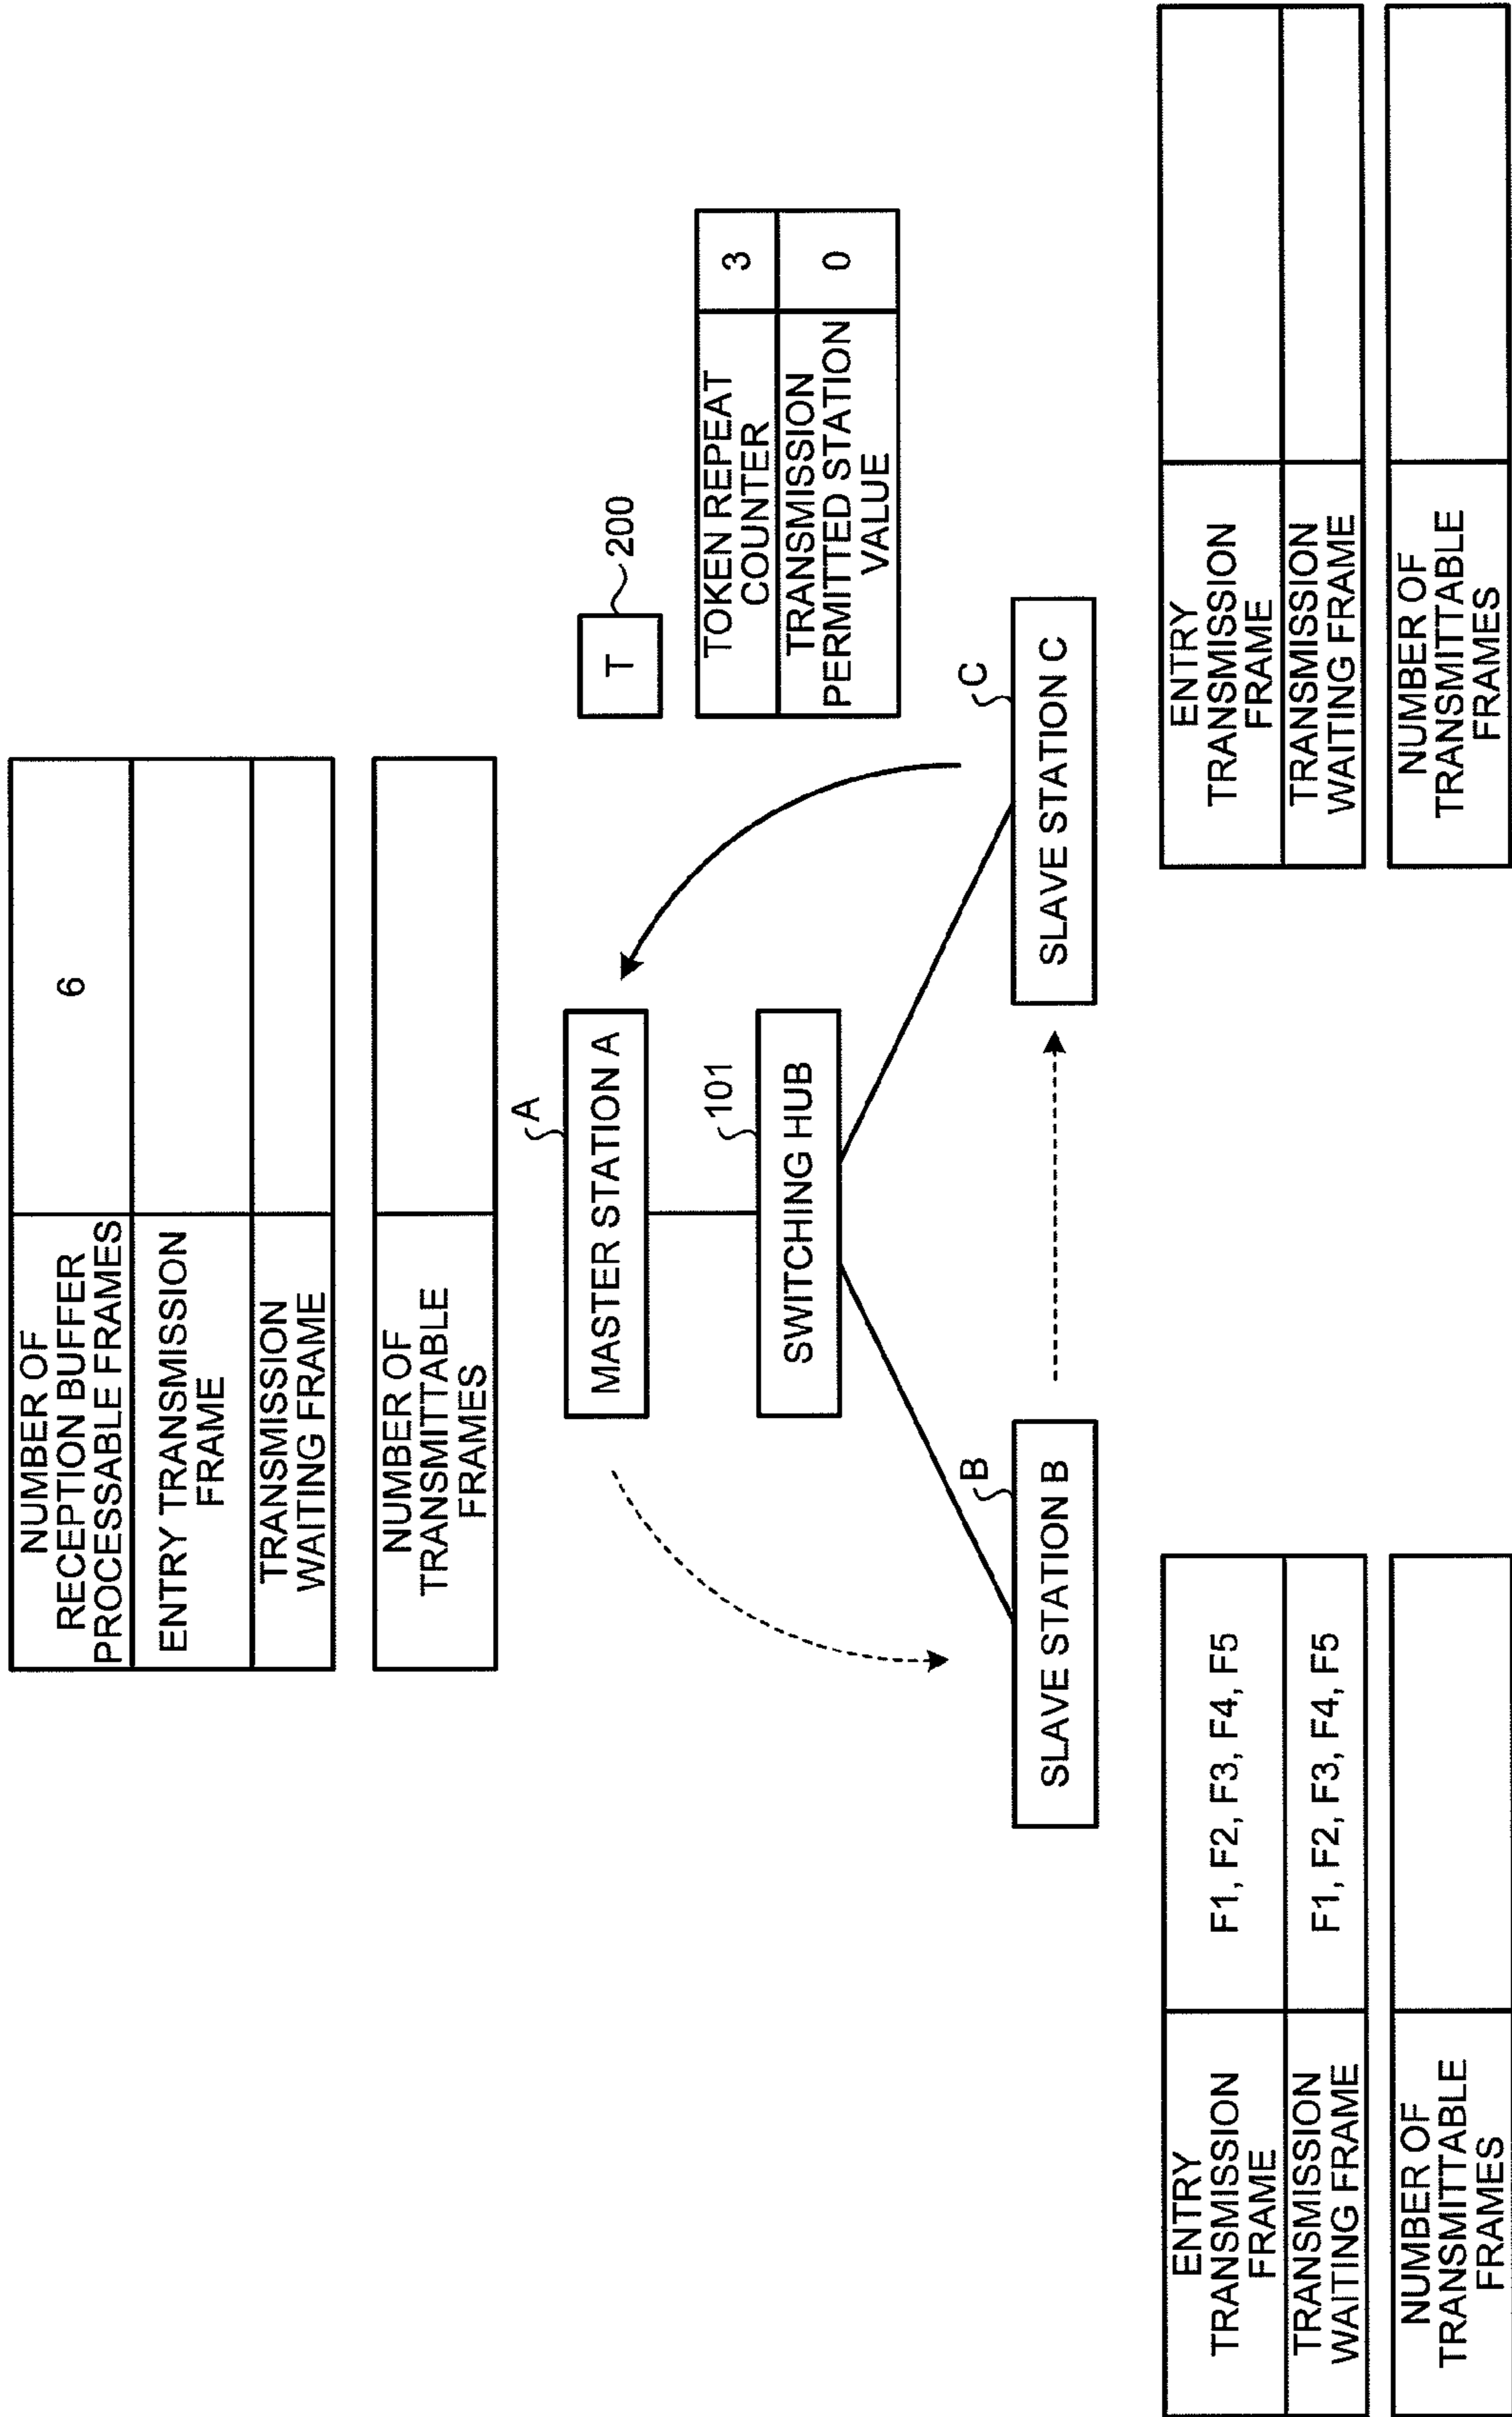 NUMBER OF
RECEPTION BUFFER
PROCESSABLE FRAMES
6
ENTRY TRANSMISSION
FRAME
TRANSMISSION
WAITING FRAME
NUMBER OF
TRANSMITTABLE
FRAMES
A
MASTER STATION A
T
200
101
SWITCHING HUB
TOKEN REPEAT
COUNTER
3
TRANSMISSION
PERMITTED STATION
VALUE
0
B
SLAVE STATION B
C
SLAVE STATION C
ENTRY
TRANSMISSION
FRAME
F1, F2, F3, F4, F5
TRANSMISSION
WAITING FRAME
F1, F2, F3, F4, F5
NUMBER OF
TRANSMITTABLE
FRAMES
ENTRY
TRANSMISSION
FRAME
TRANSMISSION
WAITING FRAME
NUMBER OF
TRANSMITTABLE
FRAMES